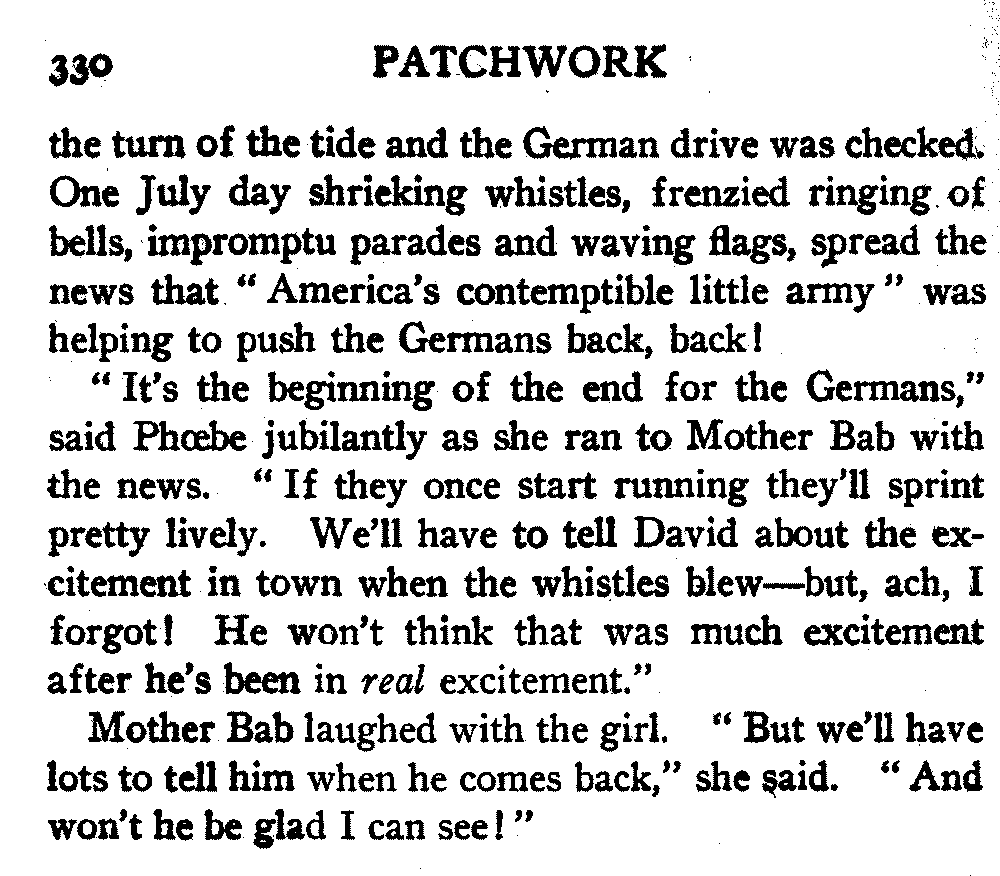 330 PATCHWORK
the turn of the tide and the German drive was checked.
One July day shrieking whistles, frenzied ringing of
bells, impromptu parades and waving flags, spread the
news that “ America’s contemptible little army ” was
helping to push the Germans back, back!
“ It’s the beginning of the end for the Germans,”
said Phœbe jubilantly as she ran to Mother Bab with
the news. “ If they once start running they’ll sprint
pretty lively. We’ll have to tell David about the ex-
citement in town when the whistles blew—but, ach, I
forgot! He won’t think that was much excitement
after he’s been in real excitement.”
Mother Bab laughed with the girl. “ But we’ll have
lots to tell him when he comes back,” she said. “ And
won’t he be glad I can see! ”